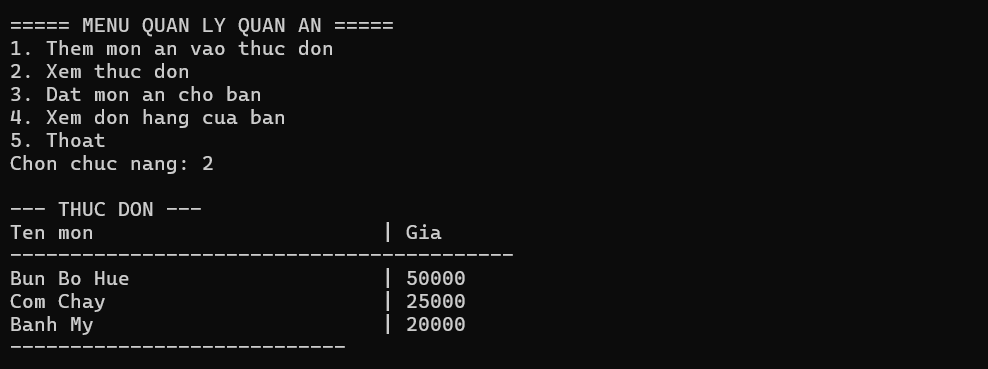 ===== MENU QUAN LY QUAN AN =====
1. Them mon an vao thuc don
2. Xem thuc don
3. Dat mon an cho ban
4. Xem don hang cua ban
5. Thoat
Chon chuc nang: 2

--- THUC DON ---
Ten mon                        | Gia
------------------------------------------
Bun Bo Hue                     | 50000
Com Chay                       | 25000
Banh My                        | 20000
----------------------------